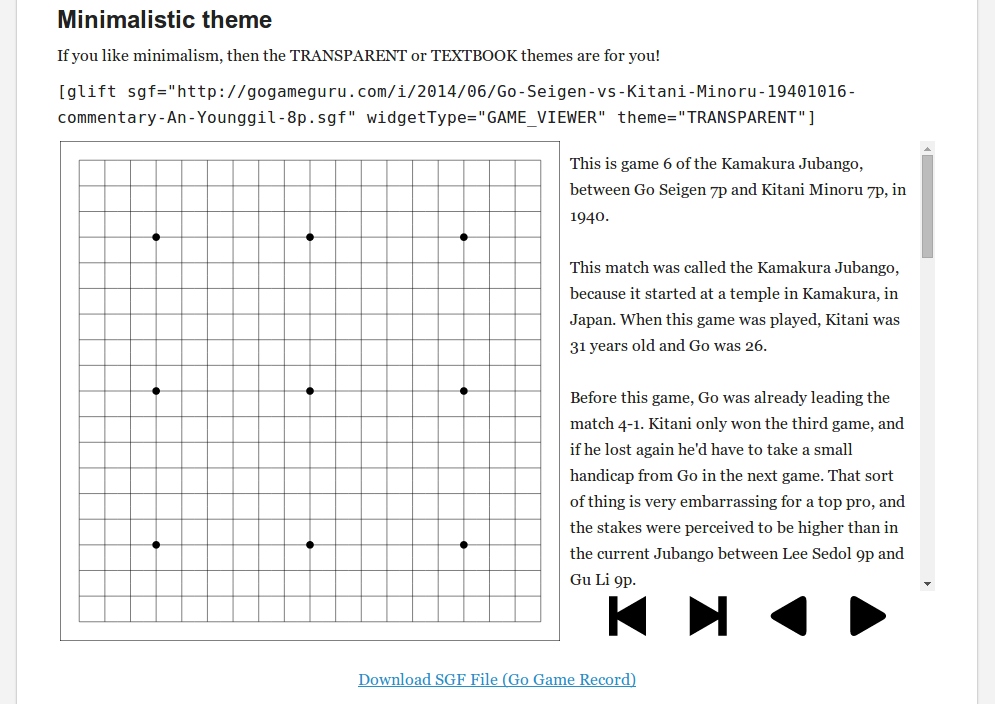 Minimalistic theme
If you like minimalism, then the TRANSPARENT or TEXTBOOK themes are for you!
[glift sgf="http://gogameguru.com/i/2014/06/Go-Seigen-vs-Kitani-Minoru-19401016-
commentary-An-Younggil-8p.sgf" widgetType="GAME_VIEWER" theme="TRANSPARENT"]
This is game 6 of the Kamakura Jubango,
between Go Seigen 7p and Kitani Minoru 7p, in
1940.
This match was called the Kamakura Jubango,
because it started at a temple in Kamakura, in
Japan. When this game was played, Kitani was
31 years old and Go was 26.
Before this game, Go was already leading the
match 4-1. Kitani only won the third game, and
if he lost again he'd have to take a small
handicap from Go in the next game. That sort
of thing is very embarrassing for a top pro, and
the stakes were perceived to be higher than in
the current Jubango between Lee Sedol 9p and
Gu Li 9p.
Download SGF File (Go Game Record)